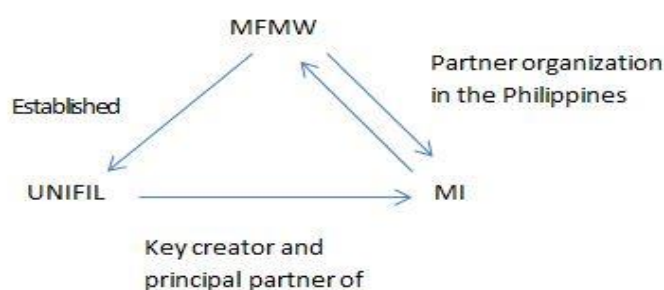 MFMW
Partner organization
in the Philippines
Established
UNIFIL
MI
Key creator and
principal partner of